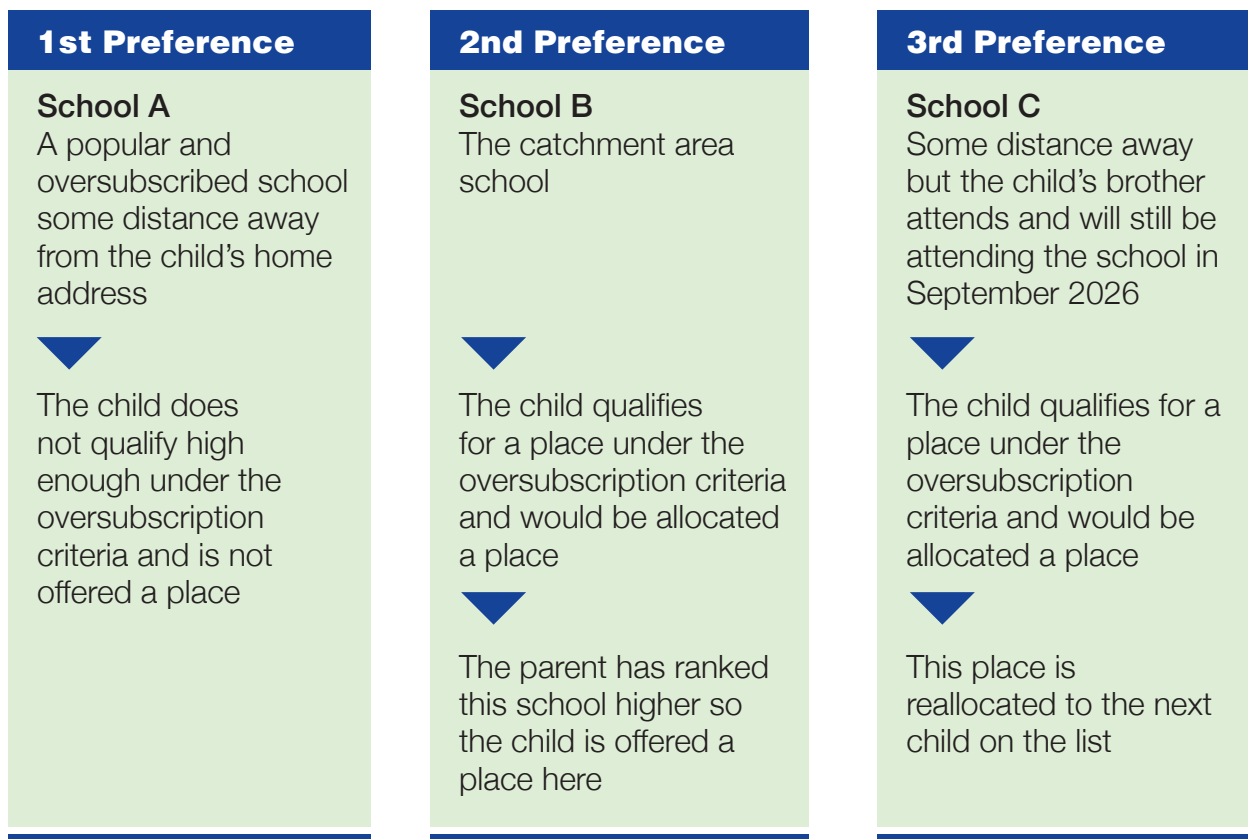 1st Preference
School A
A popular and
oversubscribed school
some distance away
from the child’s home
address
The child does
not qualify high
enough under the
oversubscription
criteria and is not
offered a place
2nd Preference
School B
The catchment area
school
The child qualifies
for a place under the
oversubscription criteria
and would be allocated
a place
The parent has ranked
this school higher so
the child is offered a
place here
3rd Preference
School C
Some distance away
but the child’s brother
attends and will still be
attending the school in
September 2026
The child qualifies for a
place under the
oversubscription
criteria and would be
allocated a place
This place is
reallocated to the next
child on the list